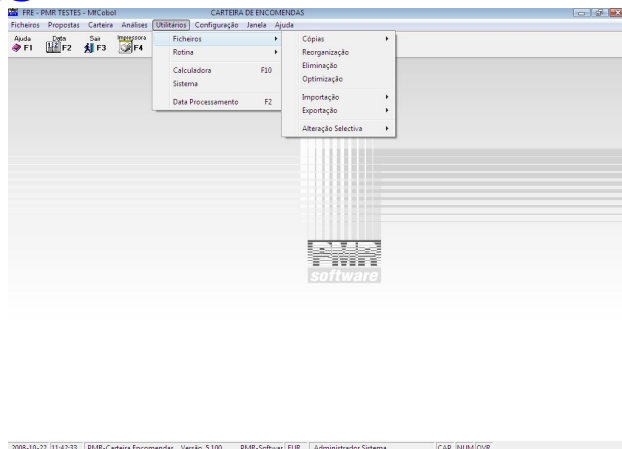 FRE - PMR TESTES - MfCobol CARTEIRA DE ENCOMENDAS
Ficheiros Propostas Carteira Análises Utilitários Configuração Janela Ajuda
Ajuda Data Sair Impressora
F1 F2 F3 F4
Ficheiros
Rotina
Calculadora F10
Sistema
Data Processamento F2
Cópias
Reorganização
Eliminação
Optimização
Importação
Exportação
Alteração Selectiva
PMR
software
2008-10-22 11:42:33 PMR-Carteira Encomendas Versão 5.100 PMR-Softwar EUR Administrador Sistema CAP NUM OVR